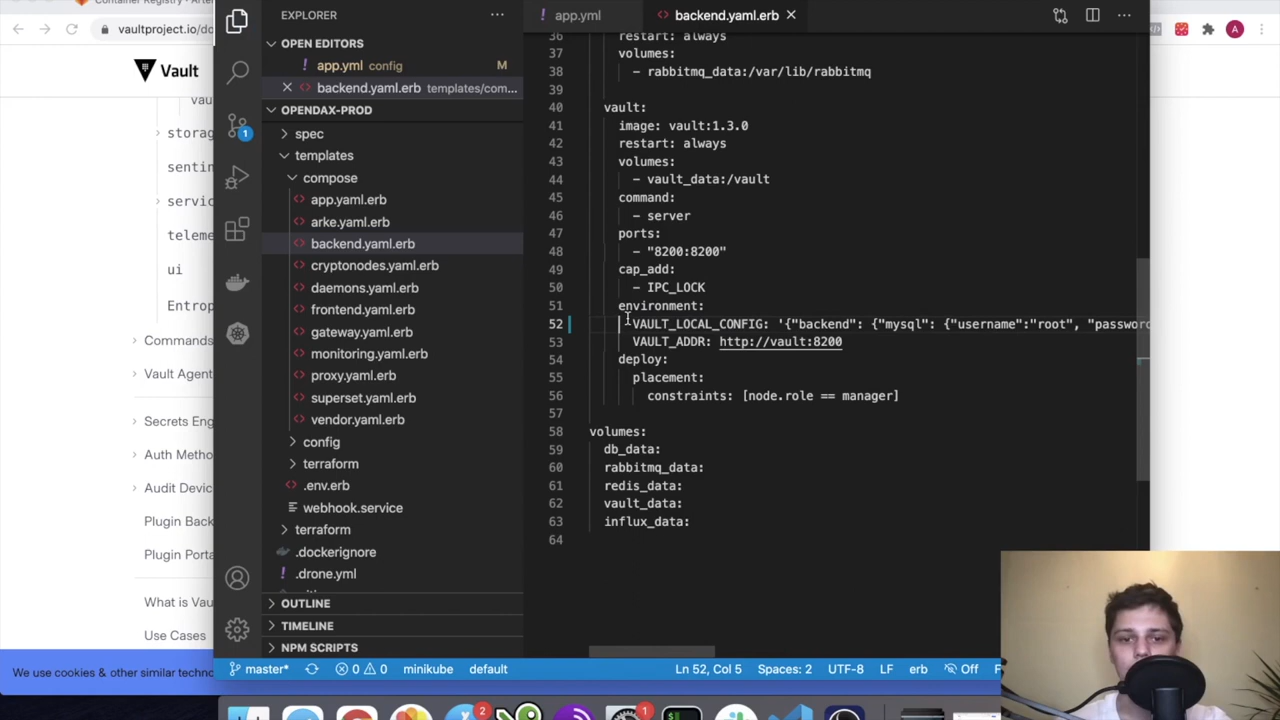 Container Registry
vaultproject.io/do
A
Vault
va
storag
sentin
servic
teleme
ui
Entrop
Commands
Vault Agent
Secrets Eng
Auth Metho
Audit Devic
Plugin Back
Plugin Porta
What is Vau
Use Cases
We use cookies & other similar techno
EXPLORER
OPEN EDITORS
app.yml config M
backend.yaml.erb templates/com...
OPENDAX-PROD
1
spec
templates
compose
app.yaml.erb
arke.yaml.erb
backend.yaml.erb
cryptonodes.yaml.erb
daemons.yaml.erb
frontend.yaml.erb
gateway.yaml.erb
monitoring.yaml.erb
proxy.yaml.erb
superset.yaml.erb
vendor.yaml.erb
config
terraform
.env.erb
webhook.service
terraform
.dockerignore
.drone.yml
OUTLINE
TIMELINE
NPM SCRIPTS
app.yml
backend.yaml.erb
36 restart: always
37 volumes:
38 - rabbitmq_data:/var/lib/rabbitmq
39
40 vault:
41 image: vault:1.3.0
42 restart: always
43 volumes:
44 - vault_data:/vault
45 command:
46 - server
47 ports:
48 - "8200:8200"
49 cap_add:
50 - IPC_LOCK
51 environment:
52 VAULT_LOCAL_CONFIG: '{"backend": {"mysql": {"username":"root", "password
53 VAULT_ADDR: http://vault:8200
54 deploy:
55 placement:
56 constraints: [node.role == manager]
57
58 volumes:
59 db_data:
60 rabbitmq_data:
61 redis_data:
62 vault_data:
63 influx_data:
64
master* 0 0 minikube default
Ln 52, Col 5 Spaces: 2 UTF-8 LF erb Off
2
1